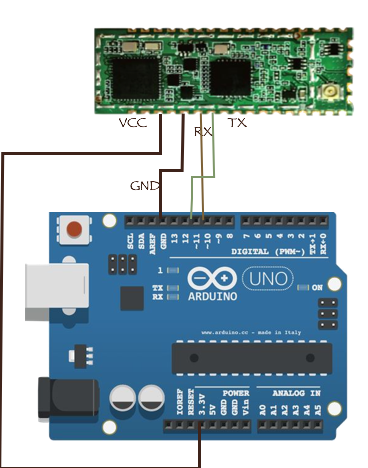 VCC
RX
TX
GND
SCL
SDA
AREF
GND
13
12
~11
~10
~9
8
7
~6
~5
4
~3
2
TX→1
RX←0
DIGITAL (PWM~)
1
TX
RX
ARDUINO
UNO
ON
www.arduino.cc - made in Italy
IOREF
RESET
3.3V
5V
GND
GND
Vin
POWER
ANALOG IN
A0
A1
A2
A3
A4
A5